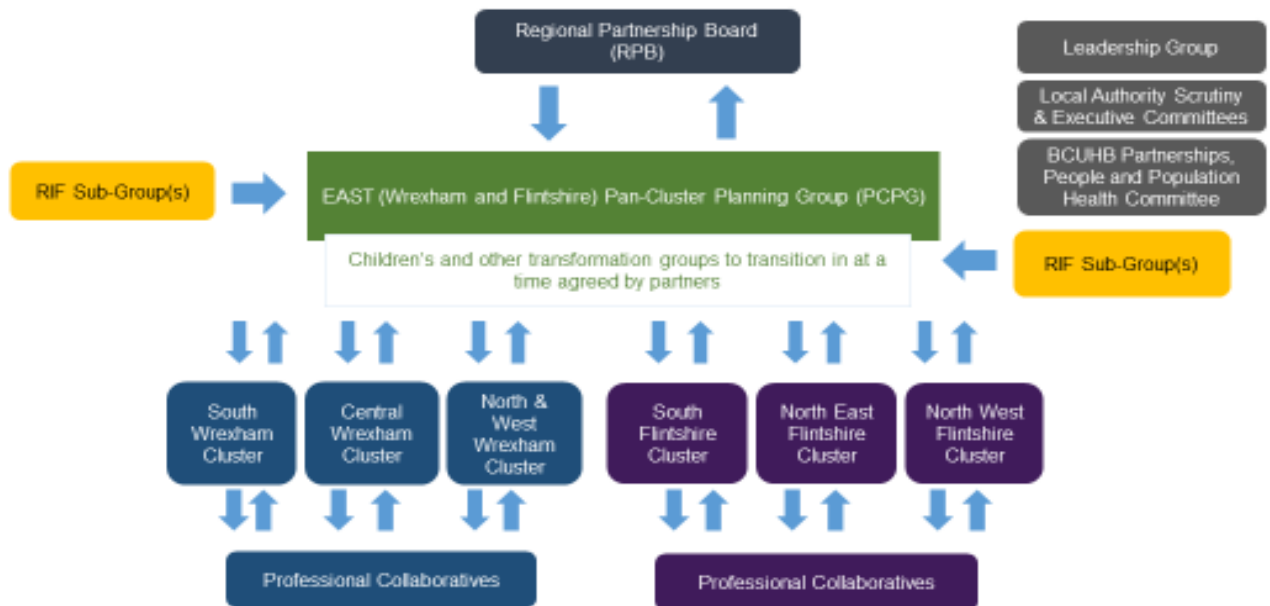 Regional Partnership Board
(RPB)
Leadership Group
Local Authority Scrutiny
& Executive Committees
BCUHB Partnerships,
People and Population
Health Committee
RIF Sub-Group(s)
EAST (Wrexham and Flintshire) Pan-Cluster Planning Group (PCPG)
Children's and other transformation groups to transition in at a
time agreed by partners
RIF Sub-Group(s)
South
Wrexham
Cluster
Central
Wrexham
Cluster
North &
West
Wrexham
Cluster
South
Flintshire
Cluster
North East
Flintshire
Cluster
North West
Flintshire
Cluster
Professional Collaboratives
Professional Collaboratives